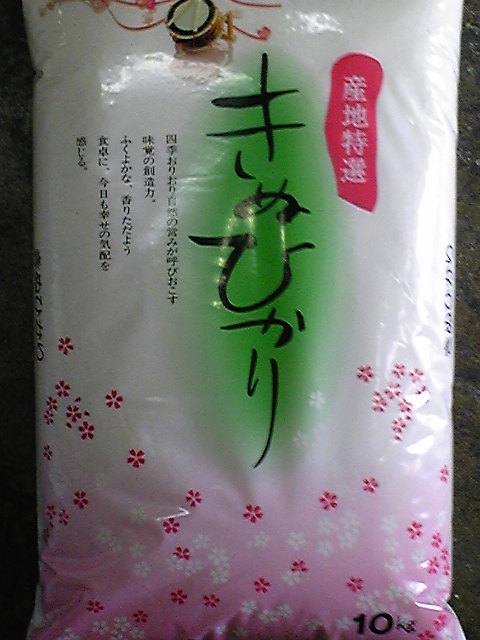 産地特選
きぬひかり
四季おりおり自然の営みが呼びおこす
味覚の創造力。
ふくよかな、香りただよう
食卓に、今日も幸せの気配を
感じる。
10kg